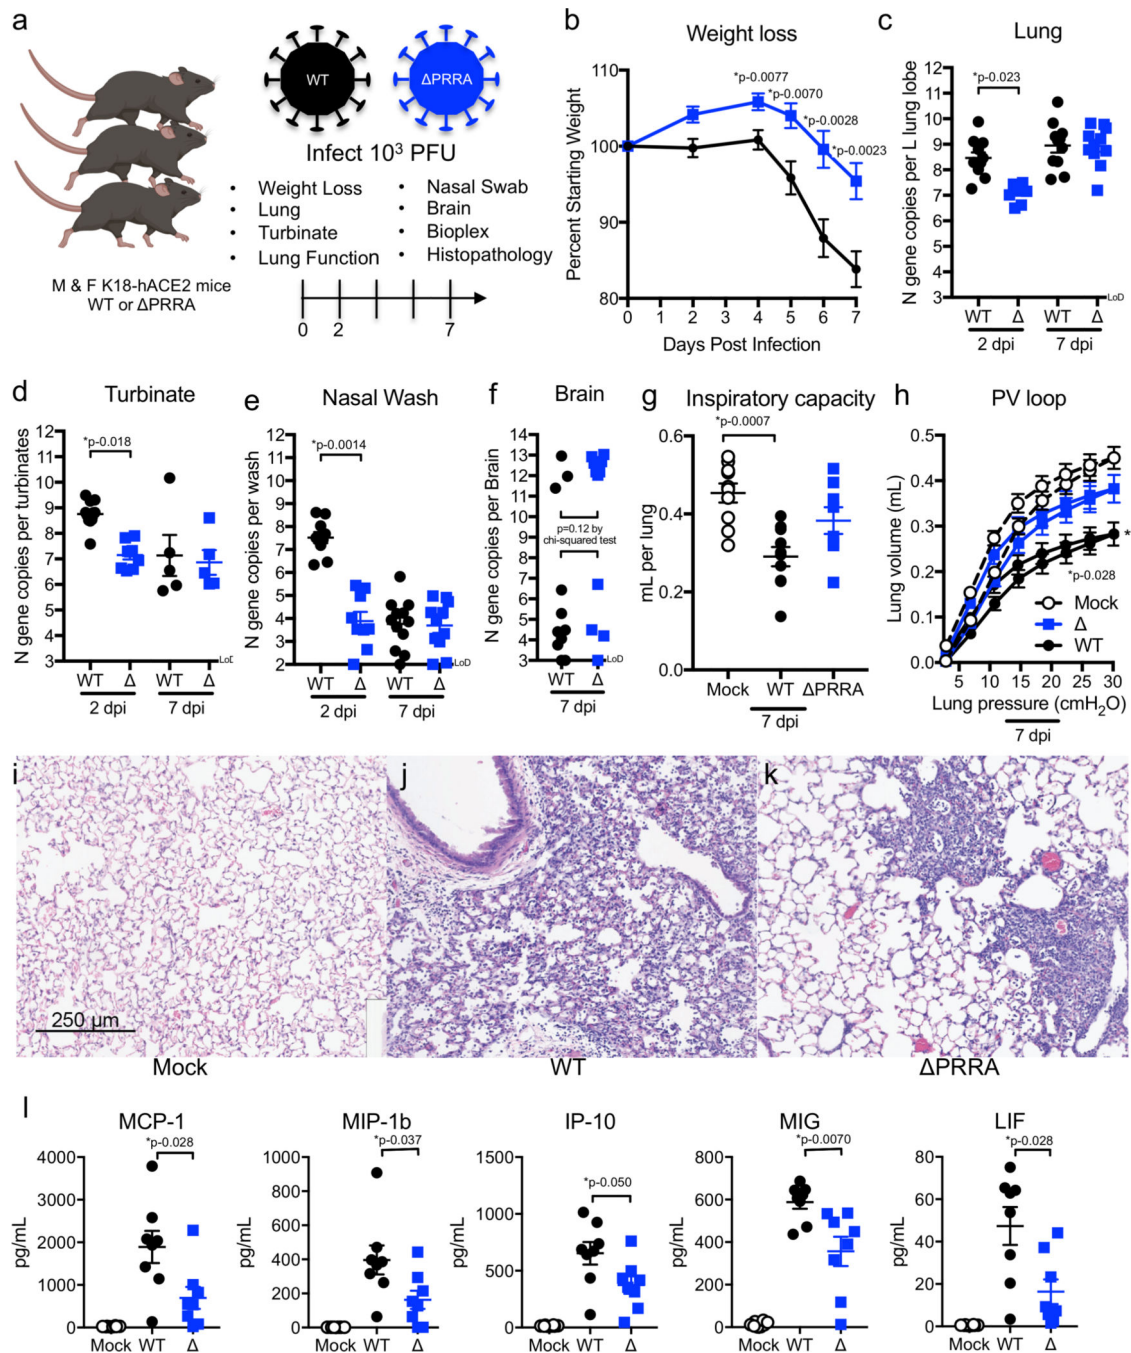 a
WT
ΔPRRA
Infect 10³ PFU
• Weight Loss
• Lung
• Turbinate
• Lung Function
• Nasal Swab
• Brain
• Bioplex
• Histopathology
M & F K18-hACE2 mice
WT or ΔPRRA
0 2 7
b
Weight loss
Percent Starting Weight
110
100
90
80
*p-0.0077
*p-0.0070
*p-0.0028
*p-0.0023
0 1 2 3 4 5 6 7
Days Post Infection
c
Lung
N gene copies per L lung lobe
12
11
10
9
8
7
6
5
4
3
*p-0.023
LoD
WT Δ WT Δ
2 dpi 7 dpi
d
Turbinate
N gene copies per turbinates
12
11
10
9
8
7
6
5
4
3
*p-0.018
LoD
WT Δ WT Δ
2 dpi 7 dpi
e
Nasal Wash
N gene copies per wash
12
11
10
9
8
7
6
5
4
3
2
*p-0.0014
LoD
WT Δ WT Δ
2 dpi 7 dpi
f
Brain
N gene copies per Brain
14
13
12
11
10
9
8
7
6
5
4
3
p=0.12 by
chi-squared test
LoD
WT Δ
7 dpi
g
Inspiratory capacity
mL per lung
*p-0.0007
0.6
0.4
0.2
0.0
Mock WT ΔPRRA
7 dpi
h
PV loop
Lung volume (mL)
0.5
0.4
0.3
0.2
0.1
0.0
*
*p-0.028
Mock
Δ
WT
5 10 15 20 25 30
Lung pressure (cmH₂O)
7 dpi
i
250 µm
Mock
j
WT
k
ΔPRRA
l
MCP-1
*p-0.028
pg/mL
4000
3000
2000
1000
0
Mock WT Δ
MIP-1b
*p-0.037
pg/mL
1000
800
600
400
200
0
Mock WT Δ
IP-10
*p-0.050
pg/mL
1500
1000
500
0
Mock WT Δ
MIG
*p-0.0070
pg/mL
800
600
400
200
0
Mock WT Δ
LIF
*p-0.028
pg/mL
80
60
40
20
0
Mock WT Δ